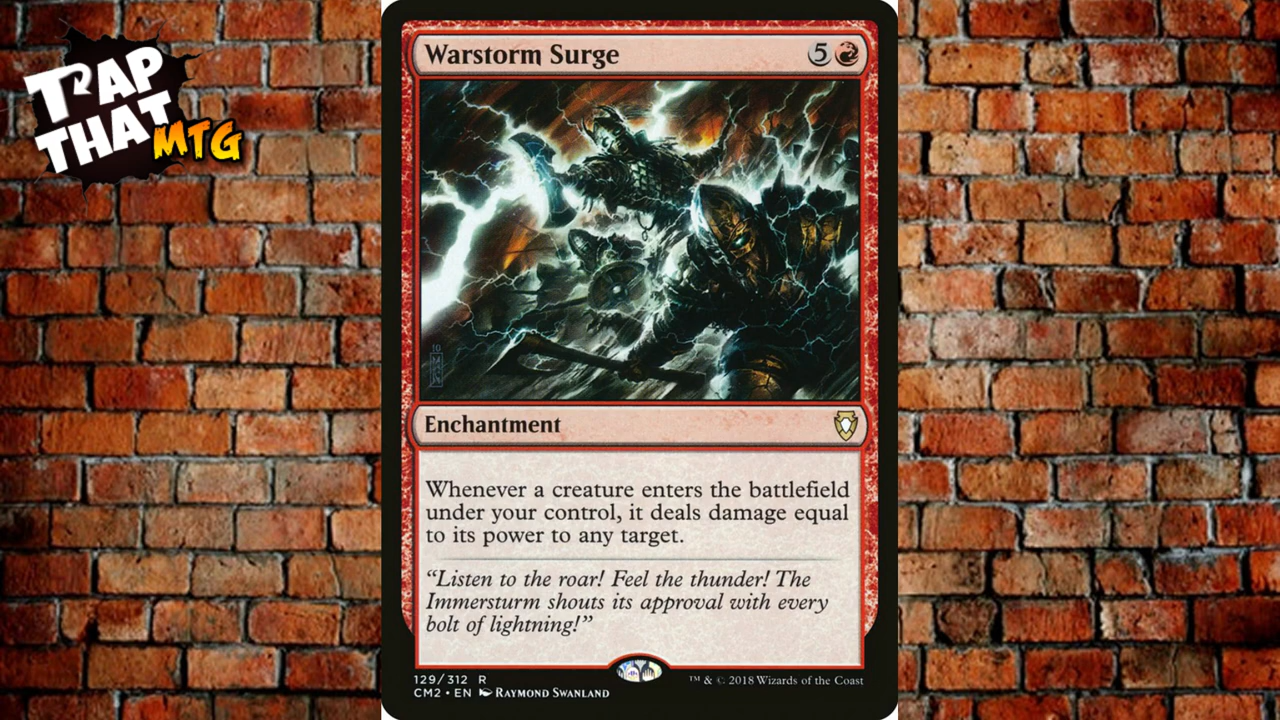 TRAP
THAT
MTG
Warstorm Surge 5
Enchantment
Whenever a creature enters the battlefield
under your control, it deals damage equal
to its power to any target.
“Listen to the roar! Feel the thunder! The
Immersturm shouts its approval with every
bolt of lightning!”
129/312 R
CM2 • EN RAYMOND SWANLAND
™ & © 2018 Wizards of the Coast